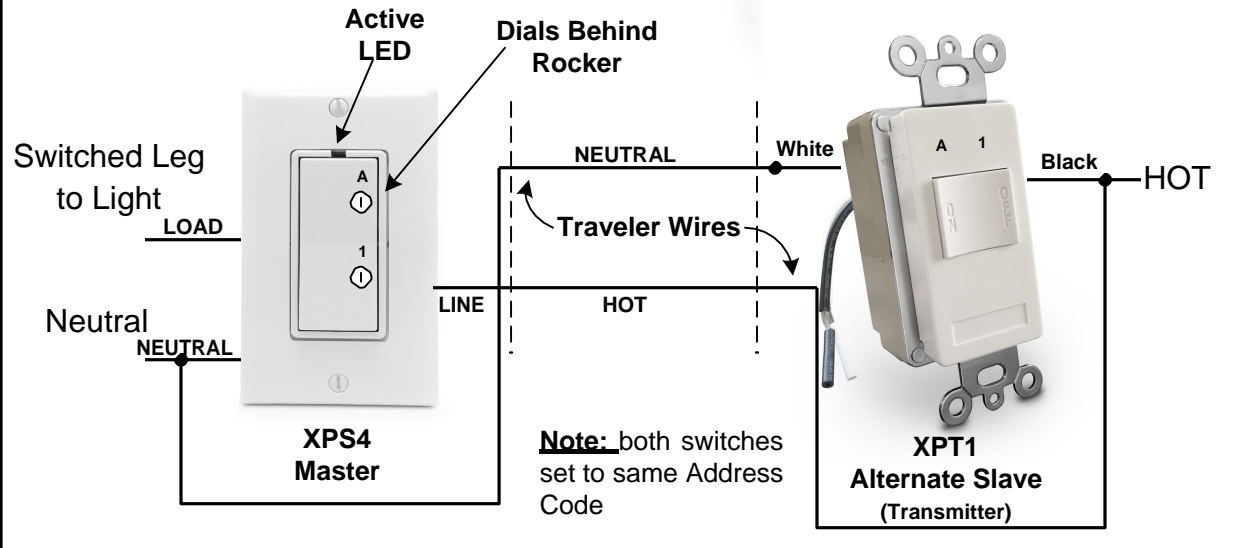 Active
LED
Dials Behind
Rocker
Switched Leg
to Light
LOAD
Neutral
NEUTRAL
A
1
LINE
XPS4
Master
NEUTRAL
Traveler Wires
HOT
Note: both switches
set to same Address
Code
White
A 1
Black
HOT
XPT1
Alternate Slave
(Transmitter)